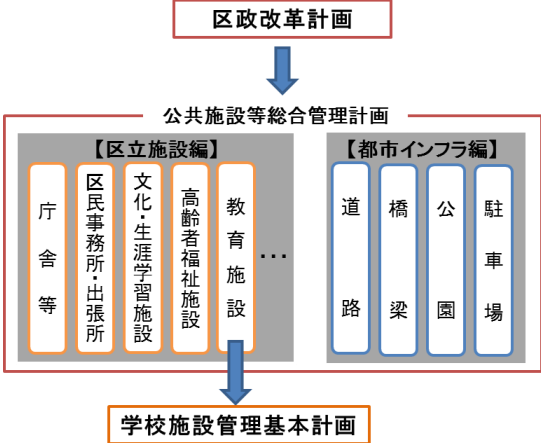 区政改革計画
公共施設等総合管理計画
【区立施設編】
庁舎等
区民事務所・出張所
文化・生涯学習施設
高齢者福祉施設
教育施設
・・・
【都市インフラ編】
道路
橋梁
公園
駐車場
学校施設管理基本計画